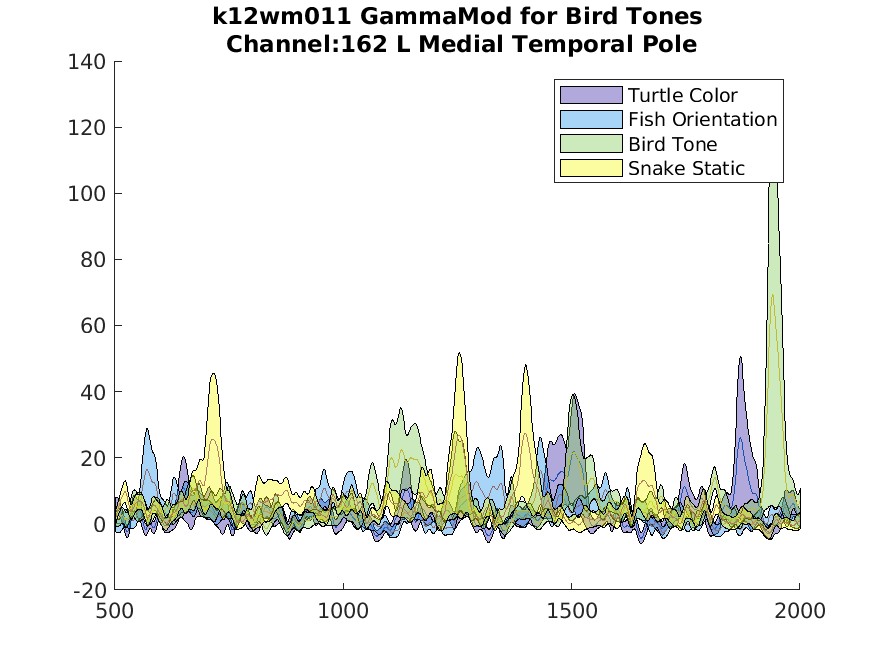 k12wm011 GammaMod for Bird Tones
Channel:162 L Medial Temporal Pole
140
120
100
80
60
40
20
0
-20
500
1000
1500
2000
Turtle Color
Fish Orientation
Bird Tone
Snake Static